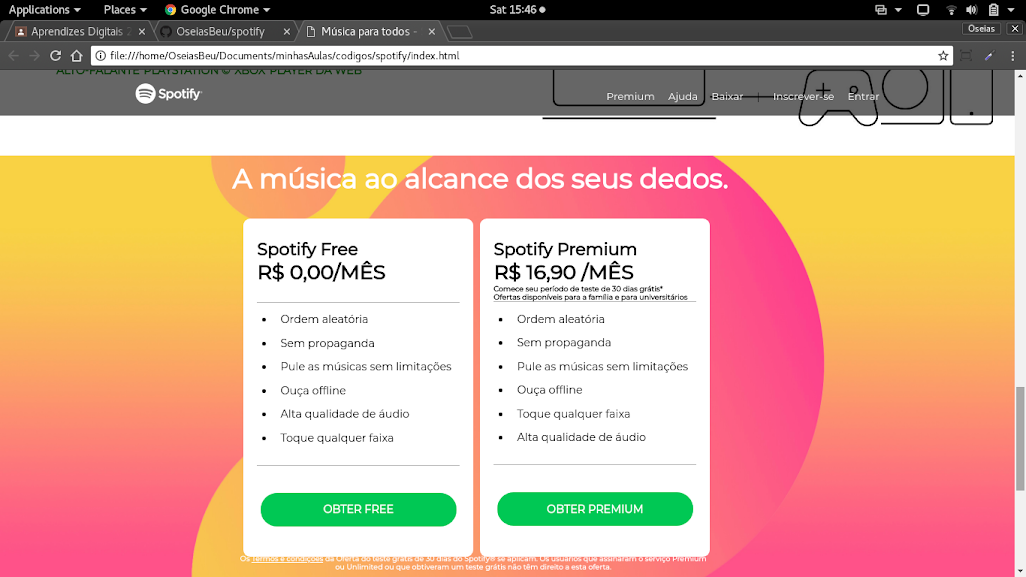 Applications Places Google Chrome Sat 15:46
Aprendizes Digitais OseiasBeu/spotify Música para todos - Oseias
file:///home/OseiasBeu/Documents/minhasAulas/codigos/spotify/index.html
ALTO-FALANTE PLAYSTATION © XBOX PLAYER DA WEB
Spotify Premium Ajuda Baixar | Inscrever-se Entrar
A música ao alcance dos seus dedos.
Spotify Free
R$ 0,00/MÊS
Ordem aleatória
Sem propaganda
Pule as músicas sem limitações
Ouça offline
Alta qualidade de áudio
Toque qualquer faixa
OBTER FREE
Spotify Premium
R$ 16,90 /MÊS
Comece seu período de teste de 30 dias grátis*
Ofertas disponíveis para a família e para universitários
Ordem aleatória
Sem propaganda
Pule as músicas sem limitações
Ouça offline
Toque qualquer faixa
Alta qualidade de áudio
OBTER PREMIUM
Os Termos e condições da Oferta do teste grátis de 30 dias do Spotify® se aplicam. Os usuários que assinaram o serviço Premium
ou Unlimited ou que obtiveram um teste grátis não têm direito a esta oferta.